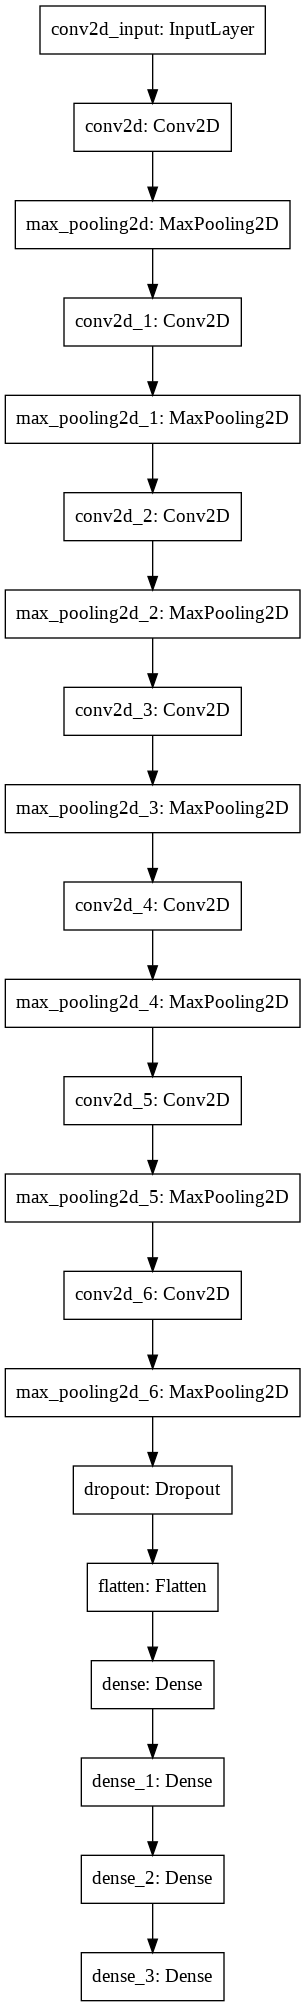 conv2d_input: InputLayer
conv2d: Conv2D
max_pooling2d: MaxPooling2D
conv2d_1: Conv2D
max_pooling2d_1: MaxPooling2D
conv2d_2: Conv2D
max_pooling2d_2: MaxPooling2D
conv2d_3: Conv2D
max_pooling2d_3: MaxPooling2D
conv2d_4: Conv2D
max_pooling2d_4: MaxPooling2D
conv2d_5: Conv2D
max_pooling2d_5: MaxPooling2D
conv2d_6: Conv2D
max_pooling2d_6: MaxPooling2D
dropout: Dropout
flatten: Flatten
dense: Dense
dense_1: Dense
dense_2: Dense
dense_3: Dense